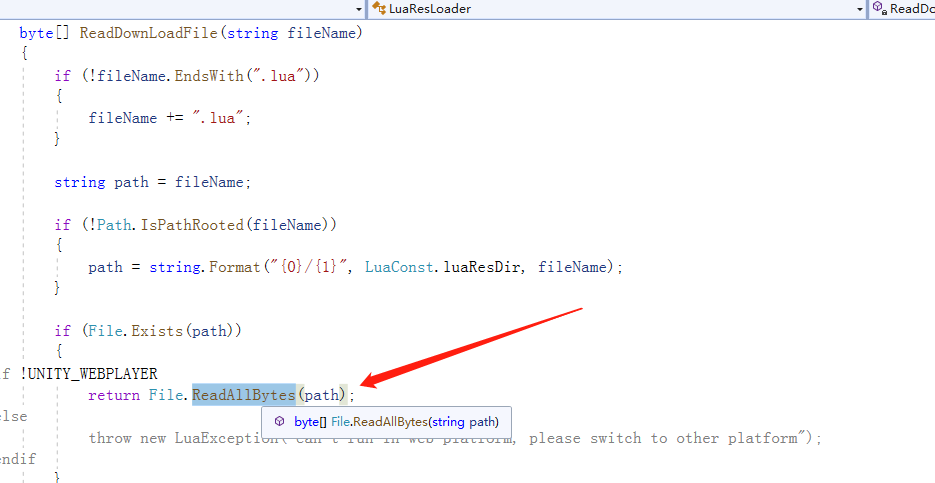 LuaResLoader
ReadDo
byte[] ReadDownLoadFile(string fileName)
{
if (!fileName.EndsWith(".lua"))
{
fileName += ".lua";
}
string path = fileName;
if (!Path.IsPathRooted(fileName))
{
path = string.Format("{0}/{1}", LuaConst.luaResDir, fileName);
}
if (File.Exists(path))
{
f !UNITY_WEBPLAYER
return File.ReadAllBytes(path);
else
byte[] File.ReadAllBytes(string path)
throw new LuaException("can't run in web platform, please switch to other platform");
endif
}